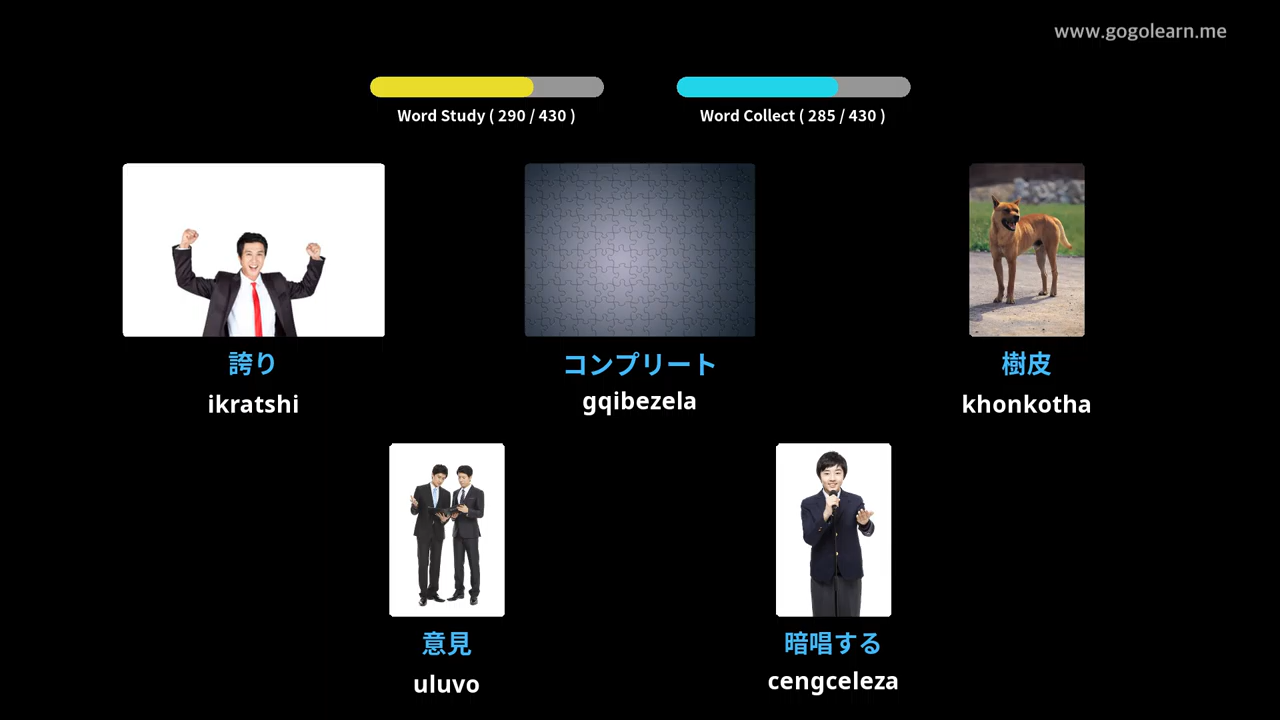 www.gogolearn.me
Word Study ( 290 / 430 )
Word Collect ( 285 / 430 )
誇り
ikratshi
コンプリート
gqibezela
樹皮
khonkotha
意見
uluvo
暗唱する
cengceleza